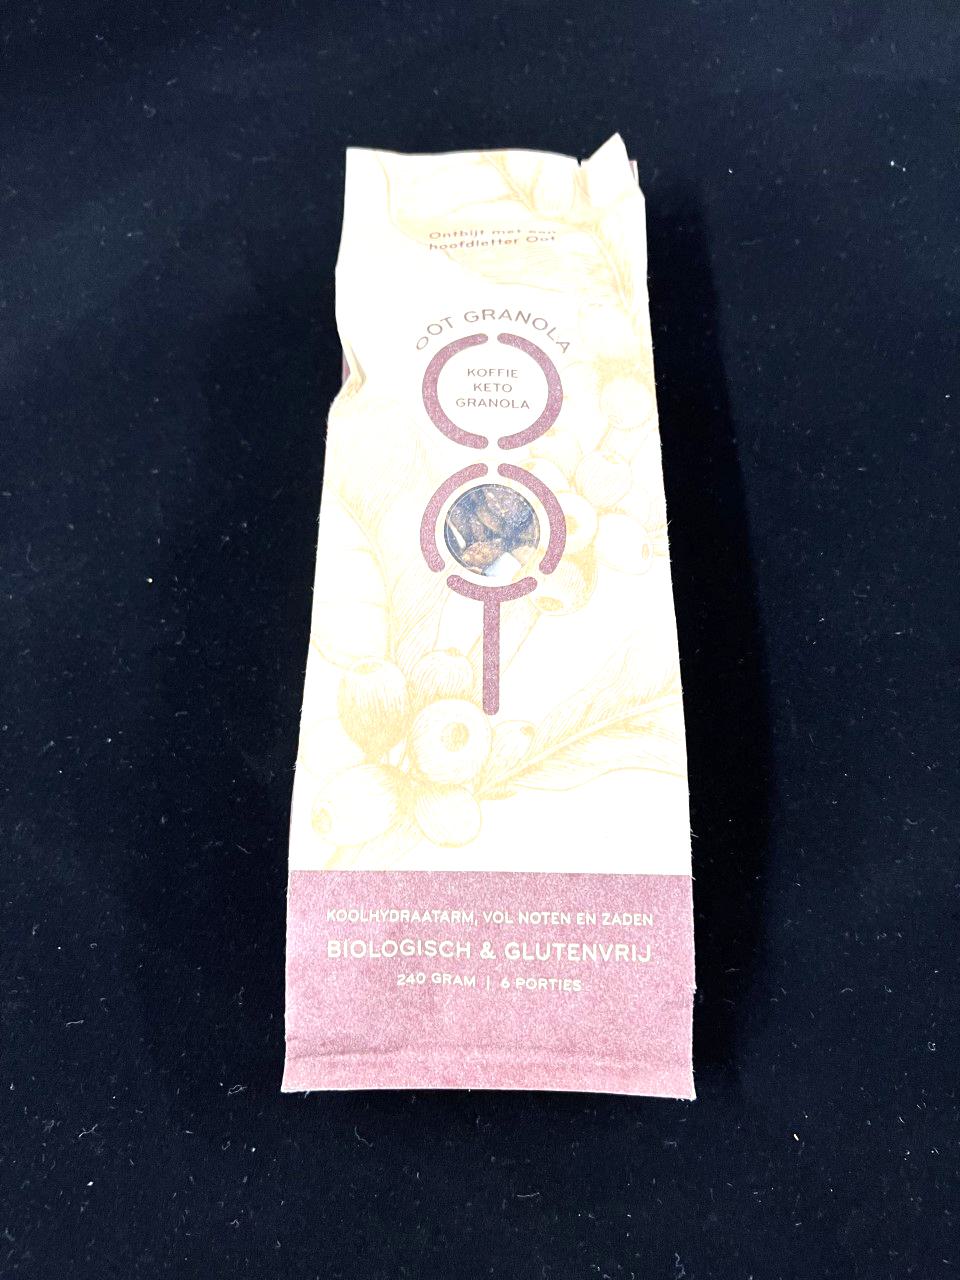 Ontbijt met een
hoofdletter Oot
OOT GRANOLA
KOFFIE
KETO
GRANOLA
OOT
KOOLHYDRAATARM, VOL NOTEN EN ZADEN
BIOLOGISCH & GLUTENVRIJ
240 GRAM | 6 PORTIES